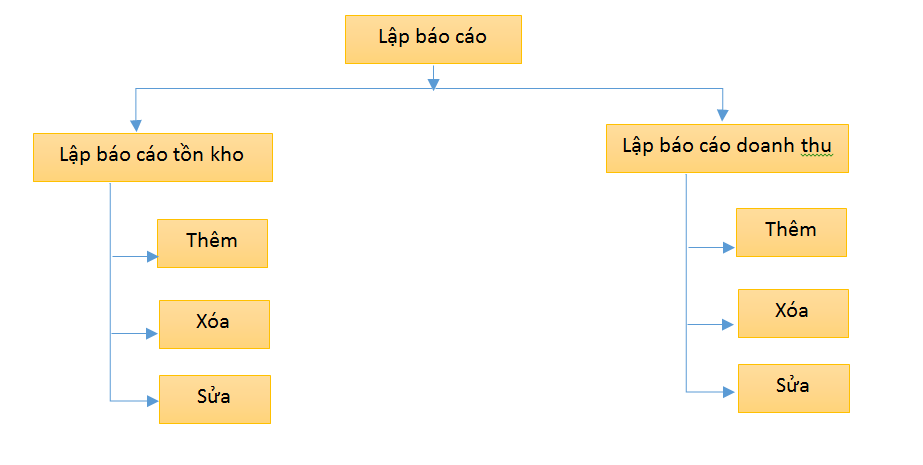 Lập báo cáo
Lập báo cáo tồn kho
Thêm
Xóa
Sửa
Lập báo cáo doanh thu
Thêm
Xóa
Sửa